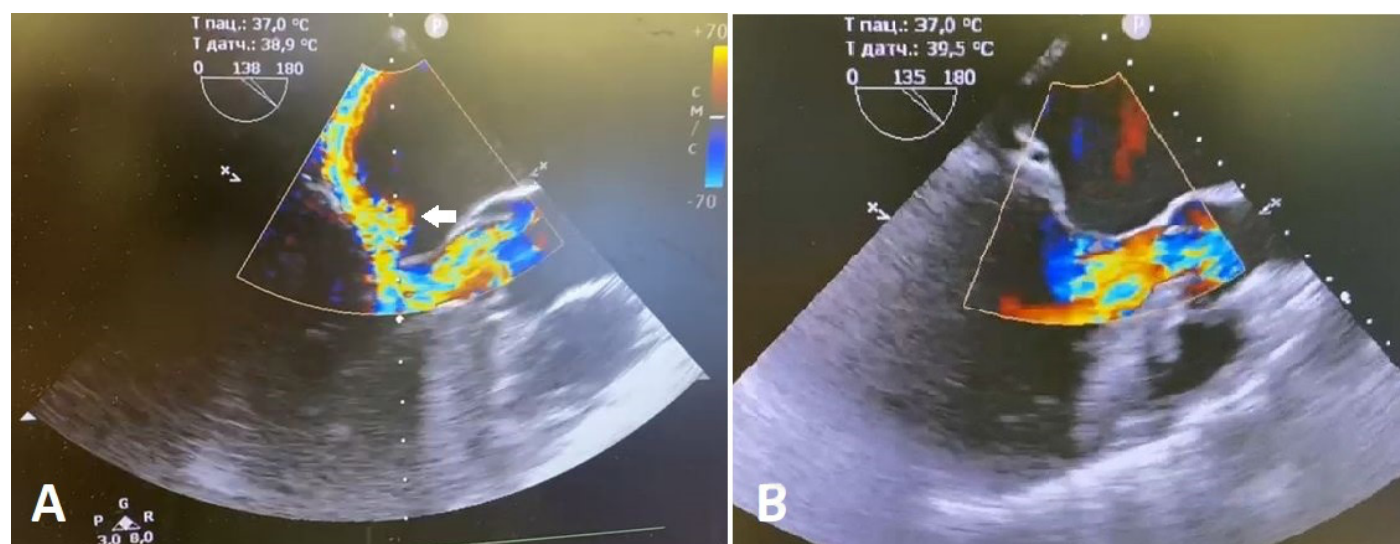 T пац.: 37,0 °C
T датч.: 38,9 °C
0 138 180
P
+70
с
м
/
с
-70
x
x
G
P R
3,0 8,0
A
T пац.: 37,0 °C
T датч.: 39,5 °C
0 135 180
P
x
x
B